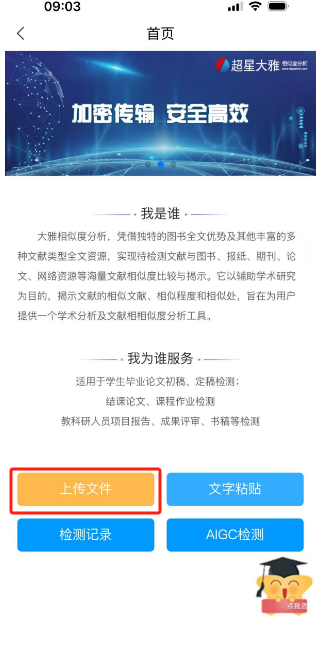 09:03
首页
超星大雅 相似度分析
加密传输 安全高效
我是谁
大雅相似度分析，凭借独特的图书全文优势及其他丰富的多
种文献类型全文资源，实现待检测文献与图书、报纸、期刊、论
文、网络资源等海量文献相似度比较与揭示。它以辅助学术研究
为目的，揭示文献的相似文献、相似程度和相似处，旨在为用户
提供一个学术分析及文献相相似度分析工具。
我为谁服务
适用于学生毕业论文初稿、定稿检测；
结课论文、课程作业检测
教科研人员项目报告、成果评审、书稿等检测
上传文件 文字粘贴
检测记录 AIGC检测
点我咨